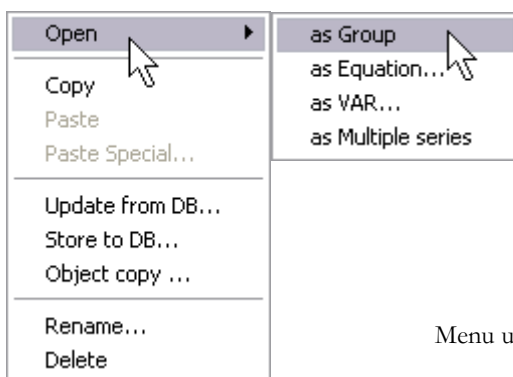 Open
Copy
Paste
Paste Special...
Update from DB...
Store to DB...
Object copy ...
Rename...
Delete
as Group
as Equation...
as VAR...
as Multiple series
Menu u